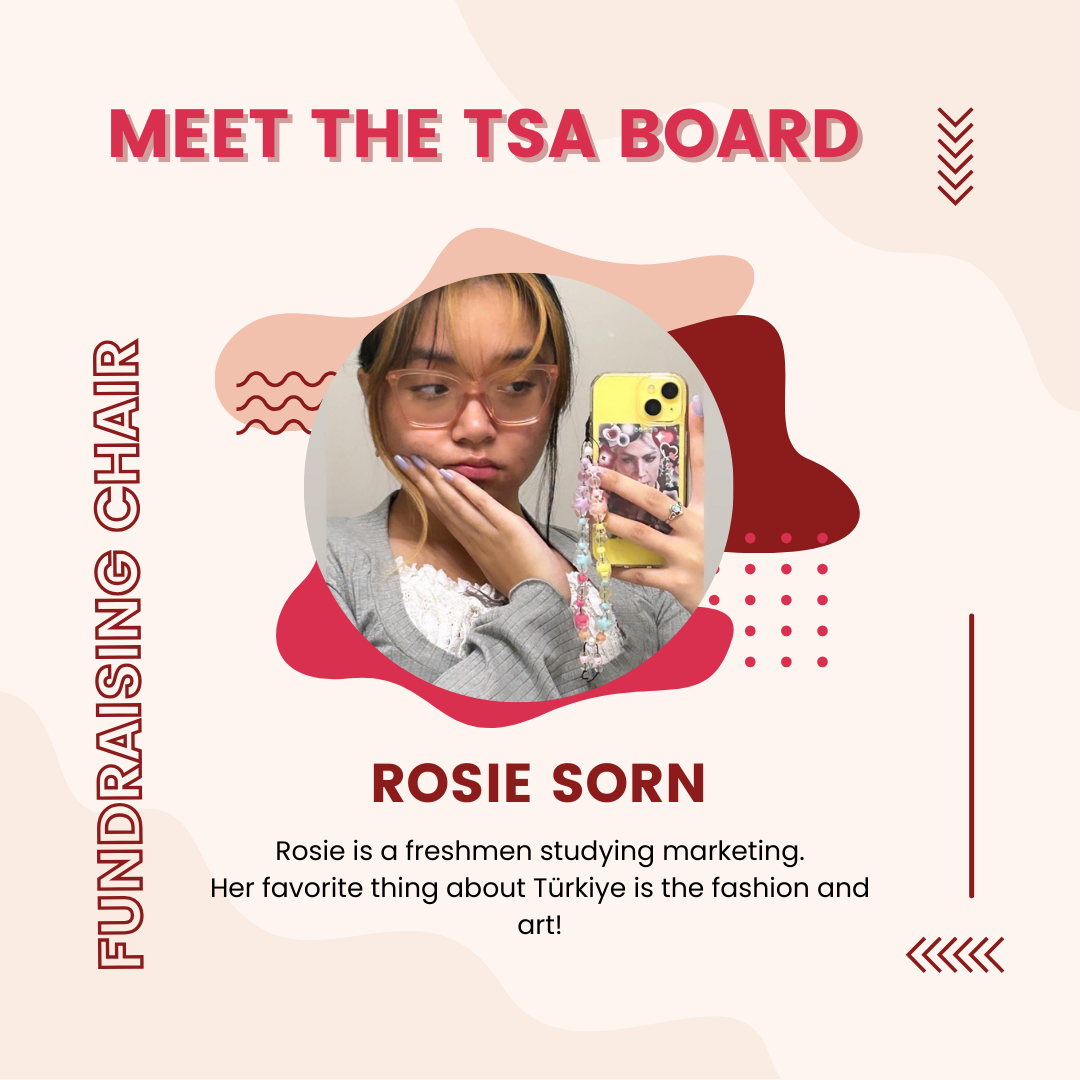 MEET THE TSA BOARD
FUNDRAISING CHAIR
ROSIE SORN
Rosie is a freshmen studying marketing.
Her favorite thing about Türkiye is the fashion and
art!